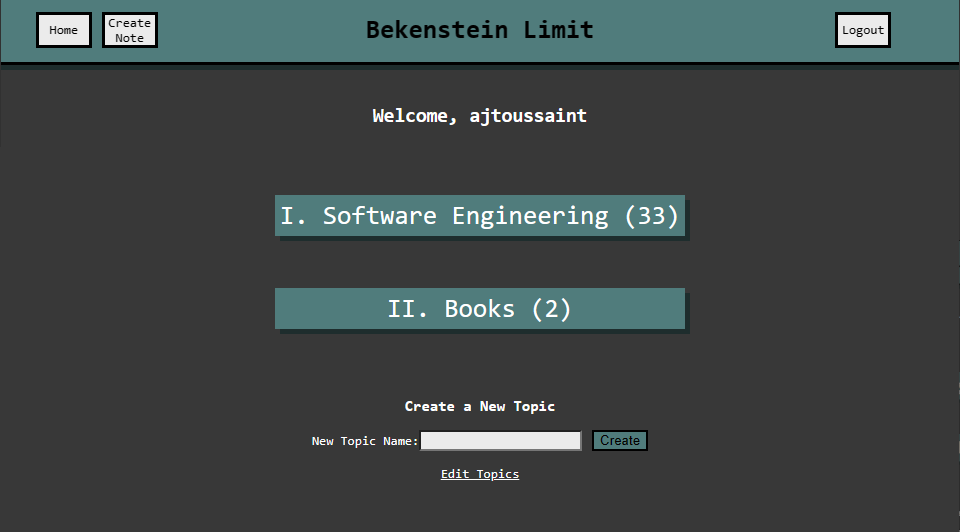 Home
Create
Note
Bekenstein Limit
Logout
Welcome, ajtoussaint
I. Software Engineering (33)
II. Books (2)
Create a New Topic
New Topic Name:
Create
Edit Topics